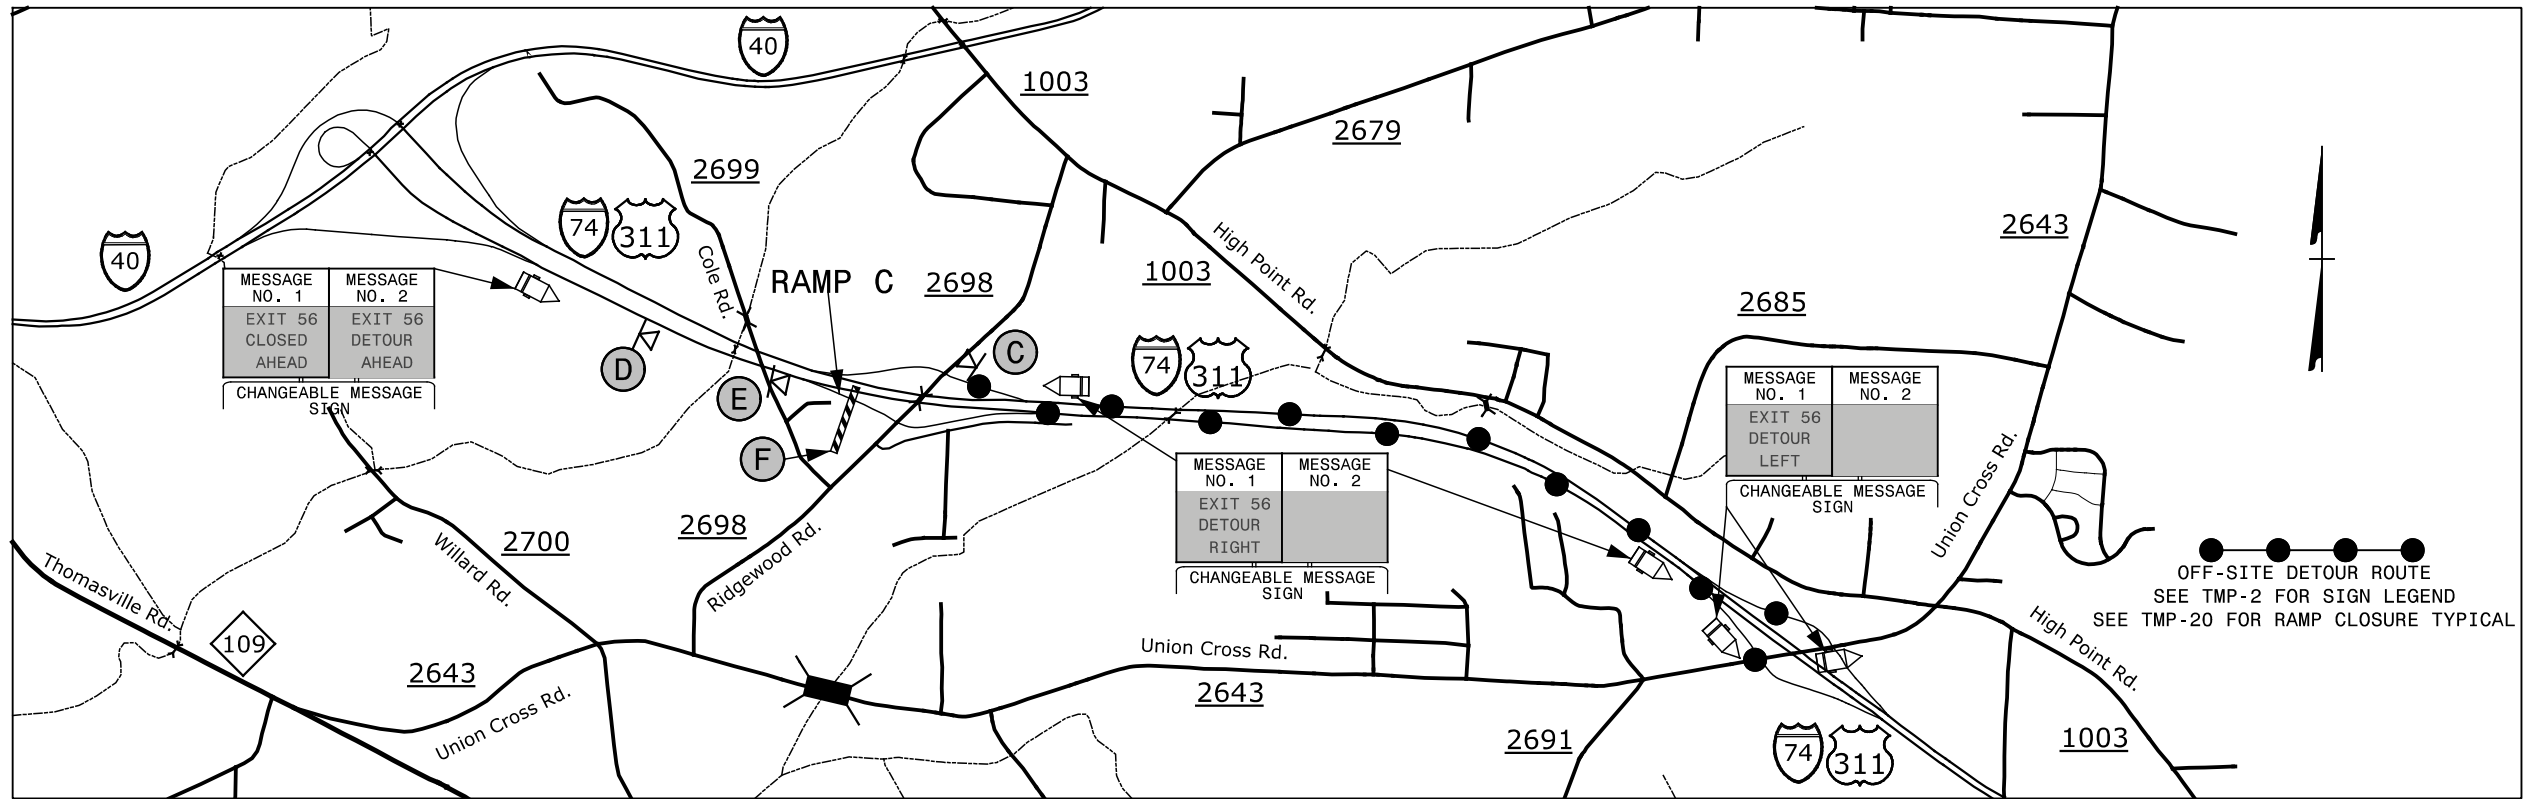 40
1003
2679
2699
74
311
2643
40
Cole Rd.
High Point Rd.
MESSAGE NO. 1
MESSAGE NO. 2
EXIT 56
CLOSED
AHEAD
EXIT 56
DETOUR
AHEAD
CHANGEABLE MESSAGE
SIGN
RAMP C
2698
1003
2685
D
E
C
F
74
311
MESSAGE NO. 1
MESSAGE NO. 2
EXIT 56
DETOUR
LEFT
CHANGEABLE MESSAGE
SIGN
MESSAGE NO. 1
MESSAGE NO. 2
EXIT 56
DETOUR
RIGHT
CHANGEABLE MESSAGE
SIGN
Union Cross Rd.
2700
2698
Willard Rd.
Ridgewood Rd.
Thomasville Rd.
109
2643
Union Cross Rd.
Union Cross Rd.
2643
High Point Rd.
2691
74
311
1003
OFF-SITE DETOUR ROUTE
SEE TMP-2 FOR SIGN LEGEND
SEE TMP-20 FOR RAMP CLOSURE TYPICAL